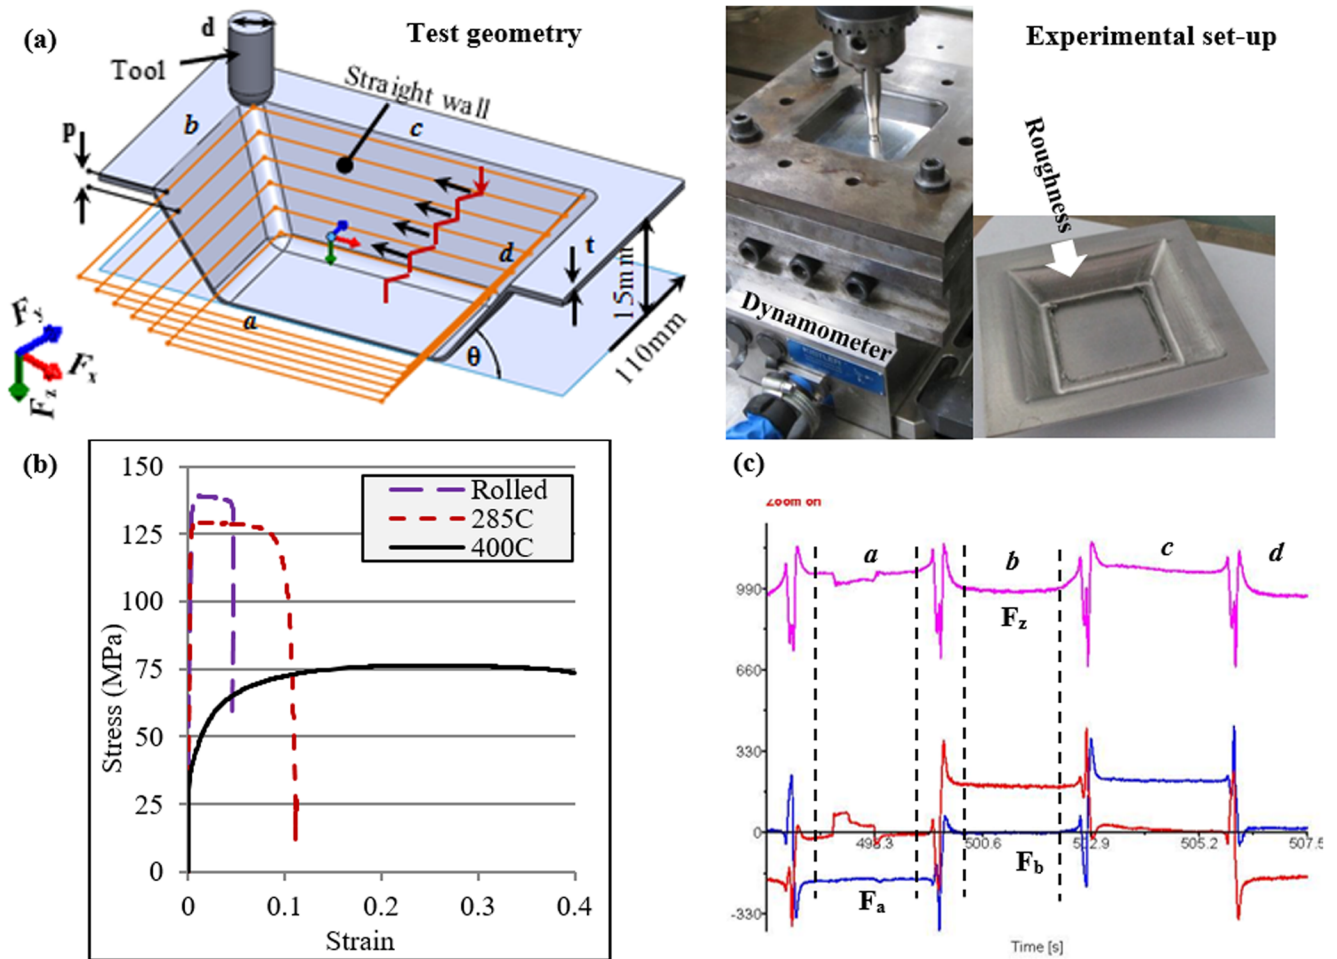 (a)
d
Test geometry
Experimental set-up
Tool
Straight wall
b
c
p
Roughness
d
t
15mm
a
θ
110mm
Fy
Fx
Fz
Dynamometer
(b)
(c)
150
125
100
75
50
25
0
Stress (MPa)
Rolled
285C
400C
0
0.1
0.2
0.3
0.4
Strain
Zoom on
a
b
c
d
990
660
330
0
-330
Fz
Fa
Fb
498.3
500.6
502.9
505.2
507.5
Time [s]